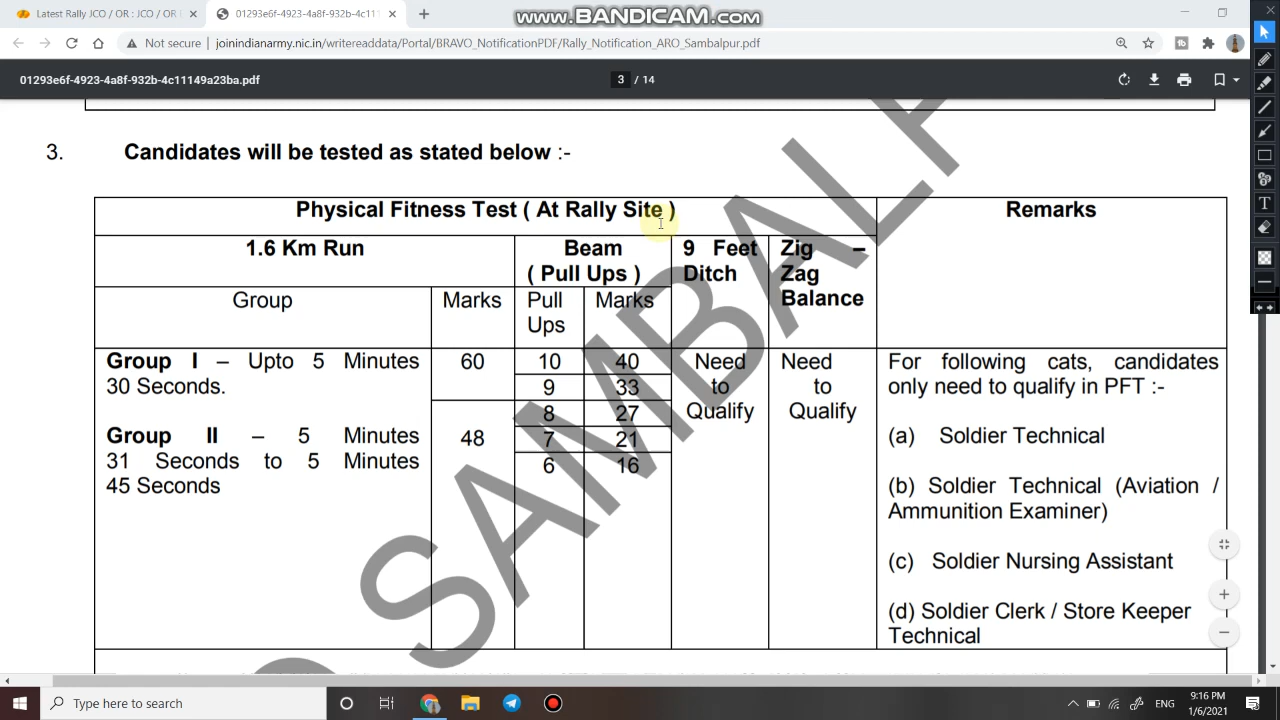 Latest Rally JCO / OR : JCO / OR
01293e6f-4923-4a8f-932b-4c111
www.BANDICAM.com
Not secure
joinindianarmy.nic.in/writereaddata/Portal/BRAVO_NotificationPDF/Rally_Notification_ARO_Sambalpur.pdf
01293e6f-4923-4a8f-932b-4c11149a23ba.pdf
3 / 14
3. Candidates will be tested as stated below :-
Physical Fitness Test ( At Rally Site )
Remarks
1.6 Km Run
Beam
( Pull Ups )
9 Feet
Ditch
Zig –
Zag
Balance
Group
Marks
Pull
Ups
Marks
Group I – Upto 5 Minutes
30 Seconds.
60
10 40
9 33
8 27
7 21
6 16
Need
to
Qualify
Need
to
Qualify
Group II – 5 Minutes
31 Seconds to 5 Minutes
45 Seconds
48
For following cats, candidates
only need to qualify in PFT :-
(a) Soldier Technical
(b) Soldier Technical (Aviation /
Ammunition Examiner)
(c) Soldier Nursing Assistant
(d) Soldier Clerk / Store Keeper
Technical
SAMBALP
Type here to search
ENG
9:16 PM
1/6/2021